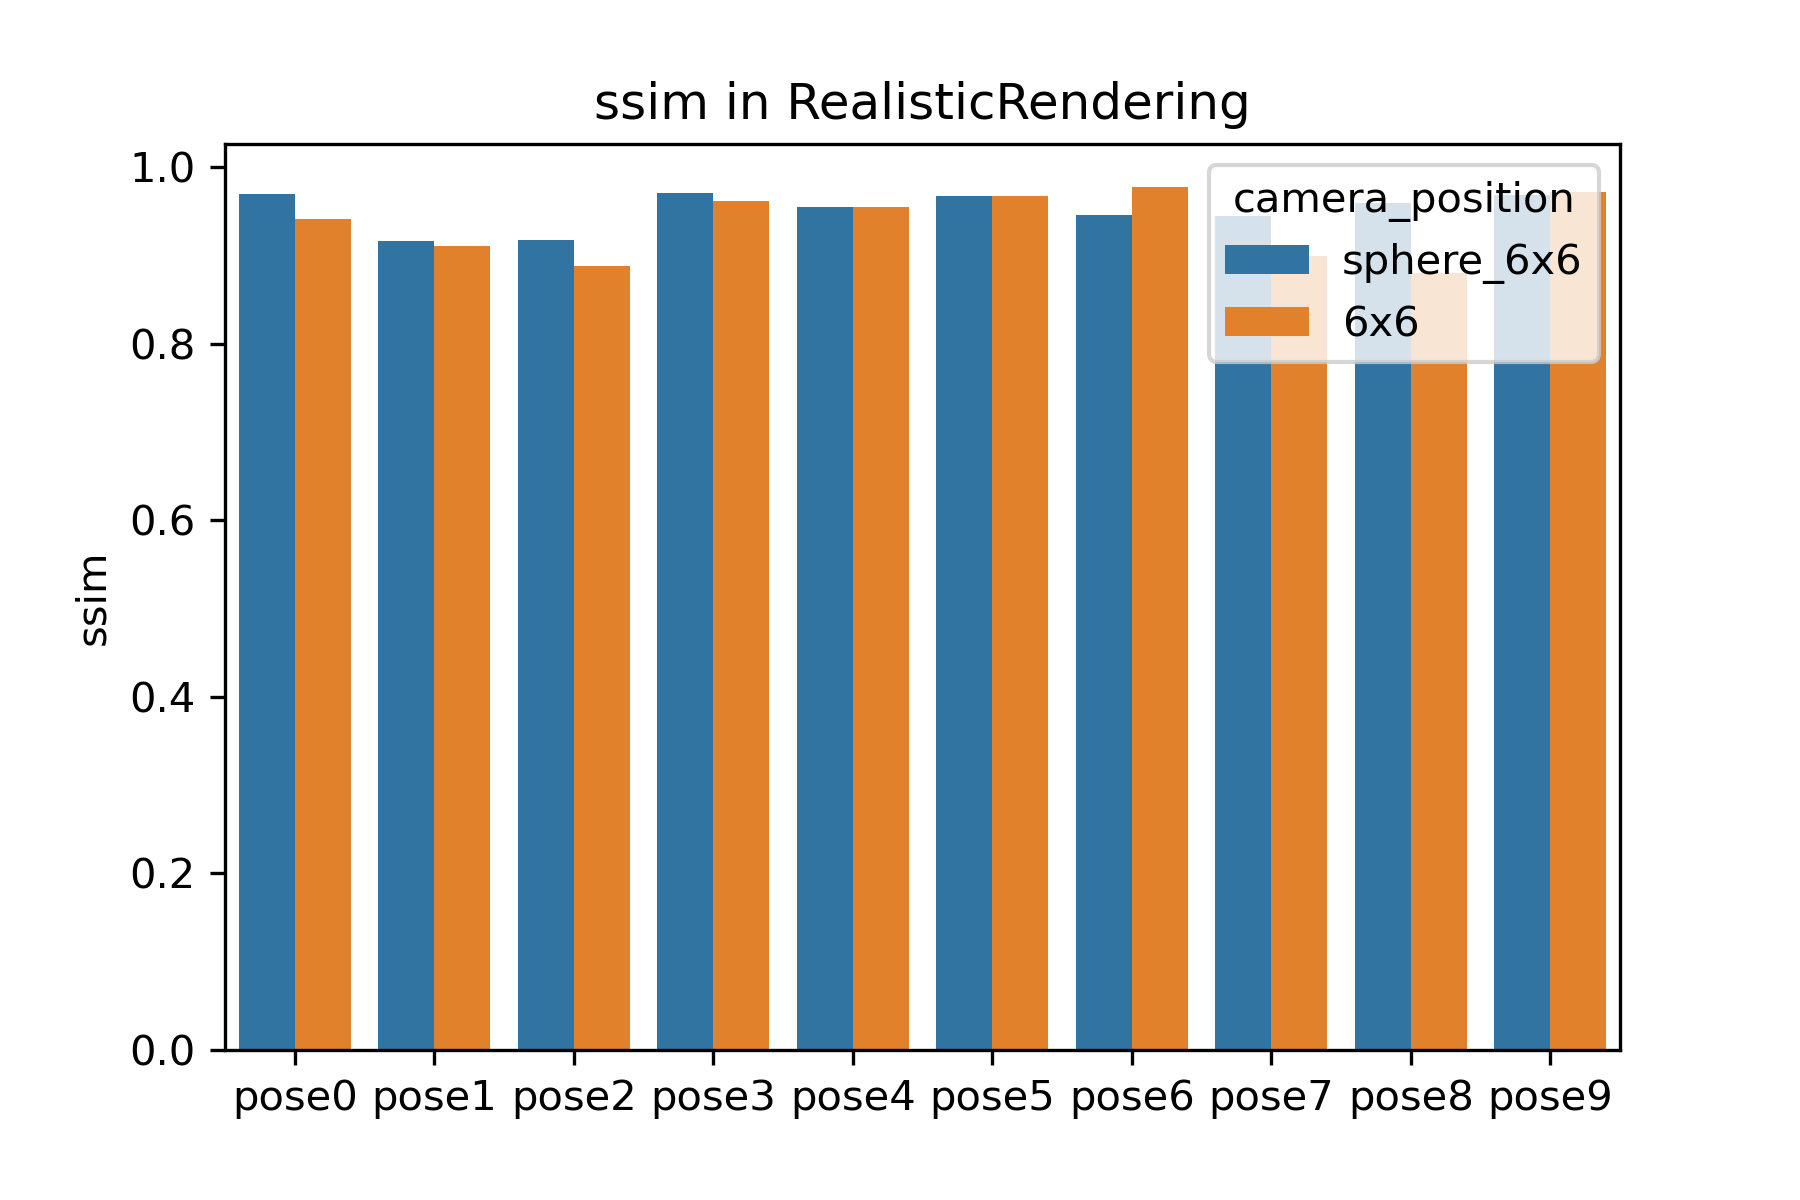 ssim in RealisticRendering
camera_position
sphere_6x6
6x6
1.0
0.8
0.6
0.4
0.2
0.0
ssim
pose0 pose1 pose2 pose3 pose4 pose5 pose6 pose7 pose8 pose9